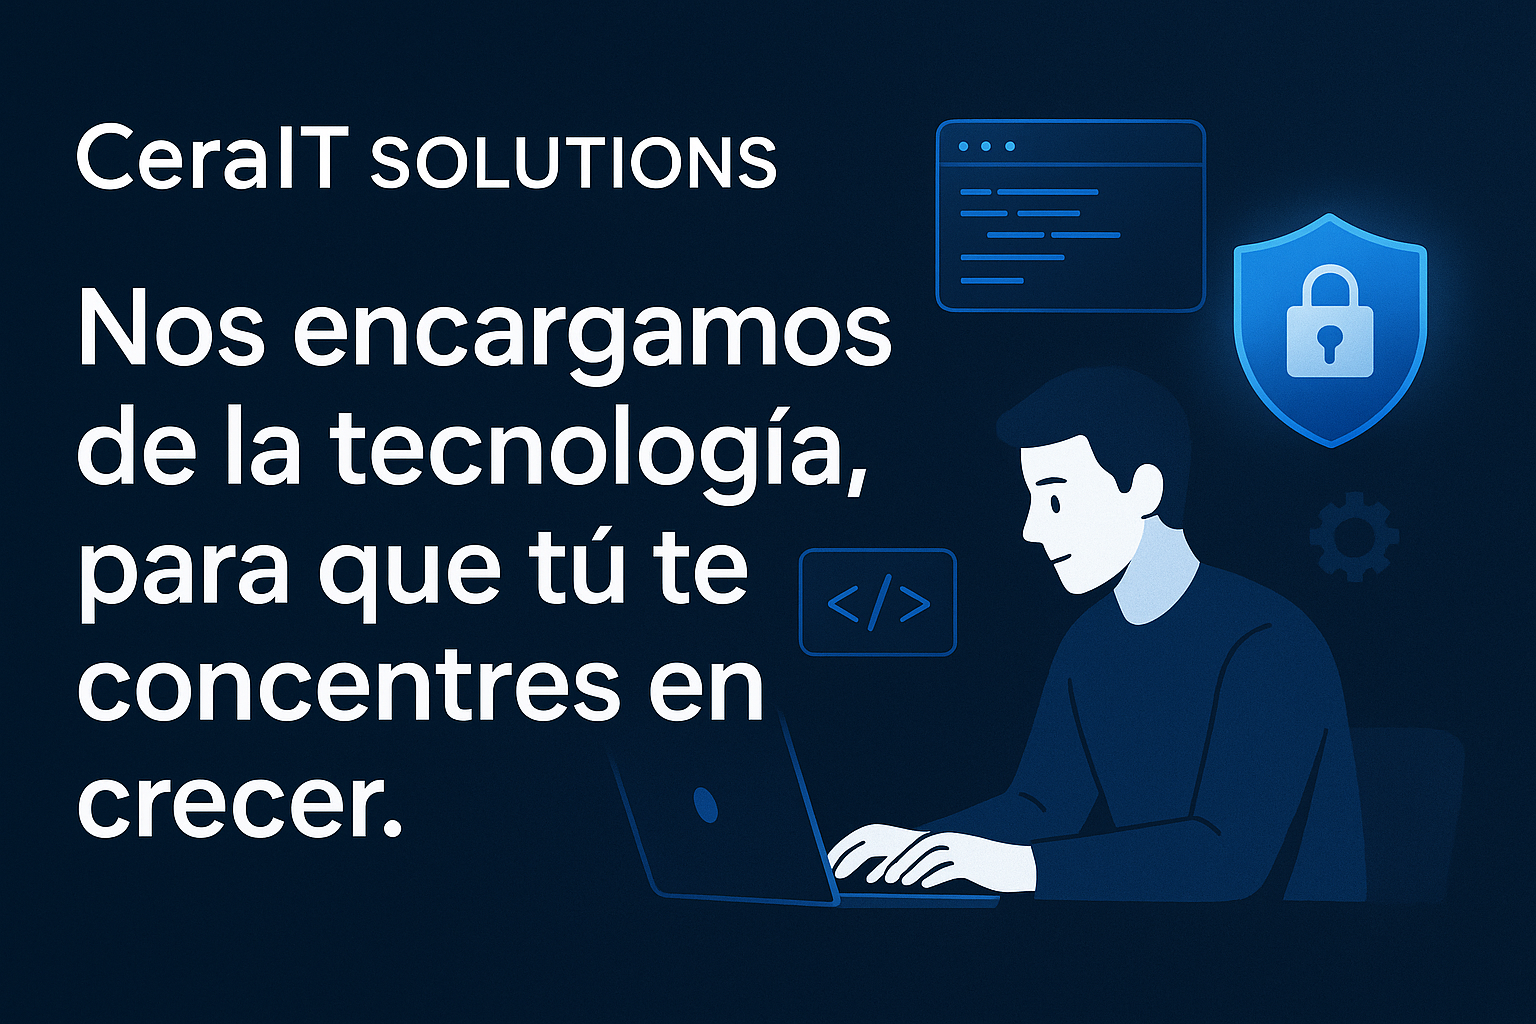 CeraIT SOLUTIONS
Nos encargamos
de la tecnología,
para que tú te
concentres en
crecer.
</>